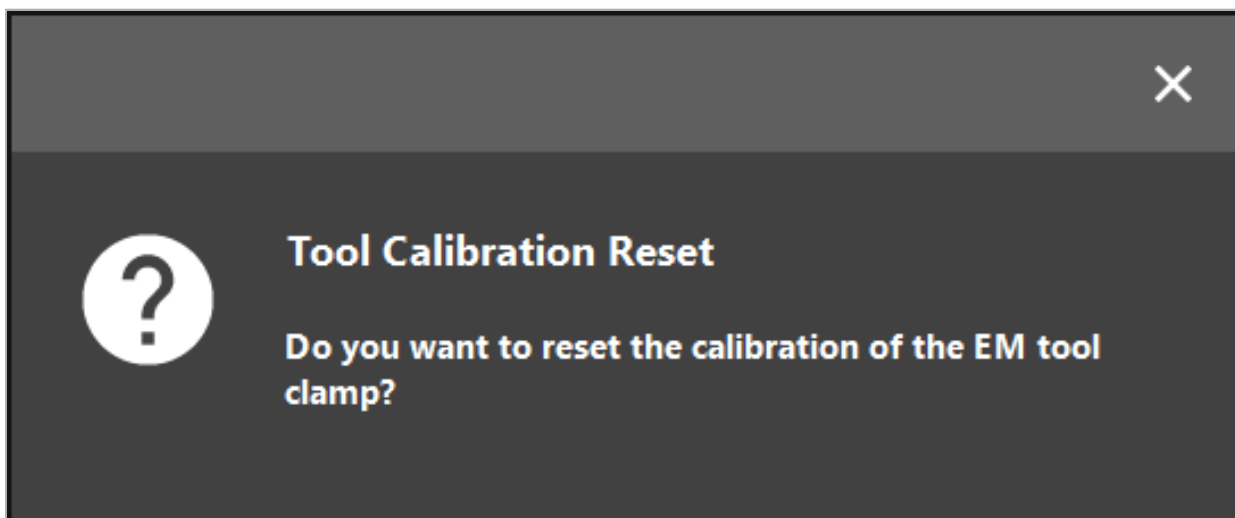 Tool Calibration Reset
Do you want to reset the calibration of the EM tool
clamp?